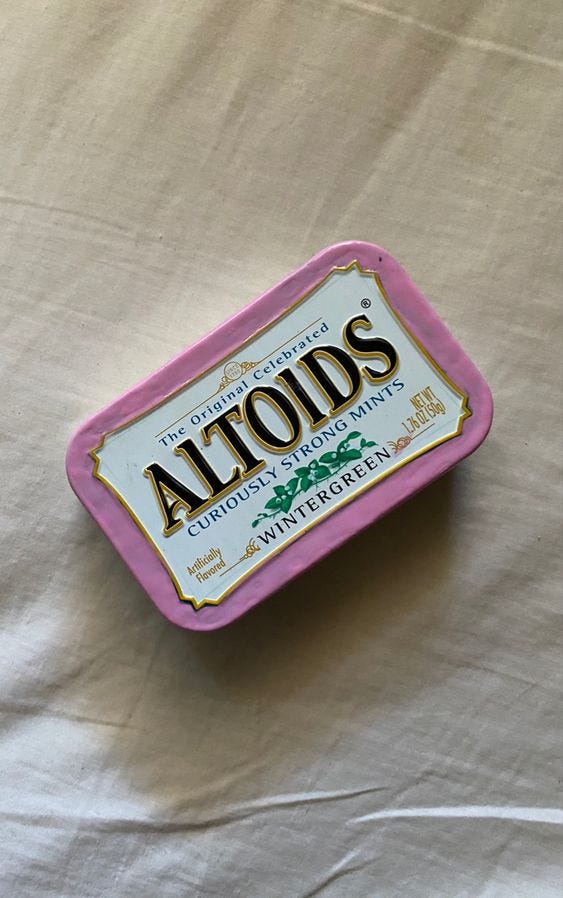 The Original Celebrated
ALTOIDS®
CURIOUSLY STRONG MINTS
WINTERGREEN
Artificially
Flavored
NET WT
1.76 OZ (50g)